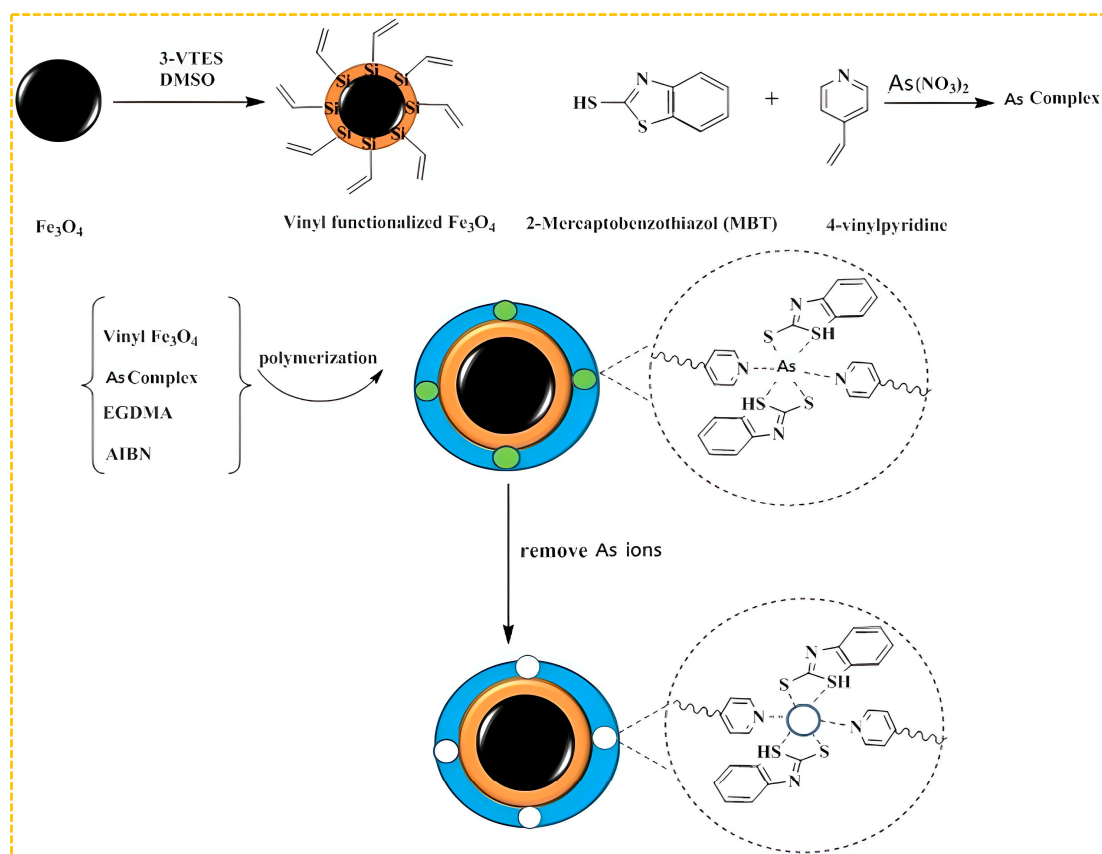 3-VTES
DMSO
Si
Si
Si
Si
Si
Si
Si
Si
HS
N
S
+
N
As(NO₃)₂
As Complex
Fe₃O₄
Vinyl functionalized Fe₃O₄
2-Mercaptobenzothiazol (MBT)
4-vinylpyridine
Vinyl Fe₃O₄
As Complex
EGDMA
AIBN
polymerization
N
S
SH
N
As
N
HS
S
N
remove As ions
N
S
SH
N
N
HS
S
N